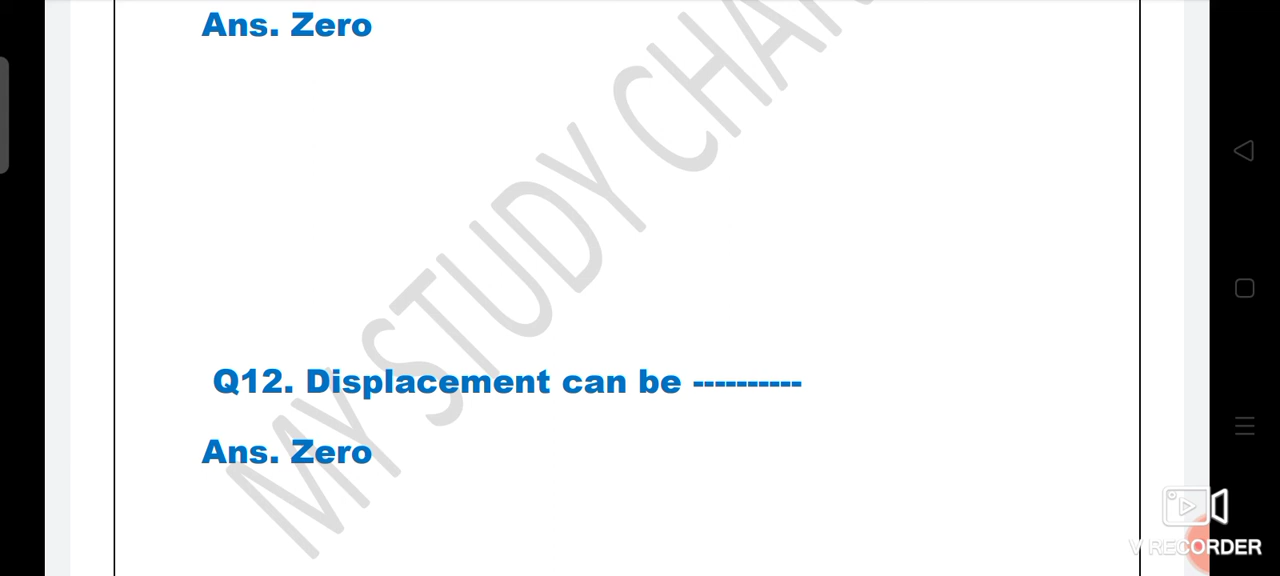 Ans. Zero
MY STUDY CHA
Q12. Displacement can be ----------
Ans. Zero
V RECORDER